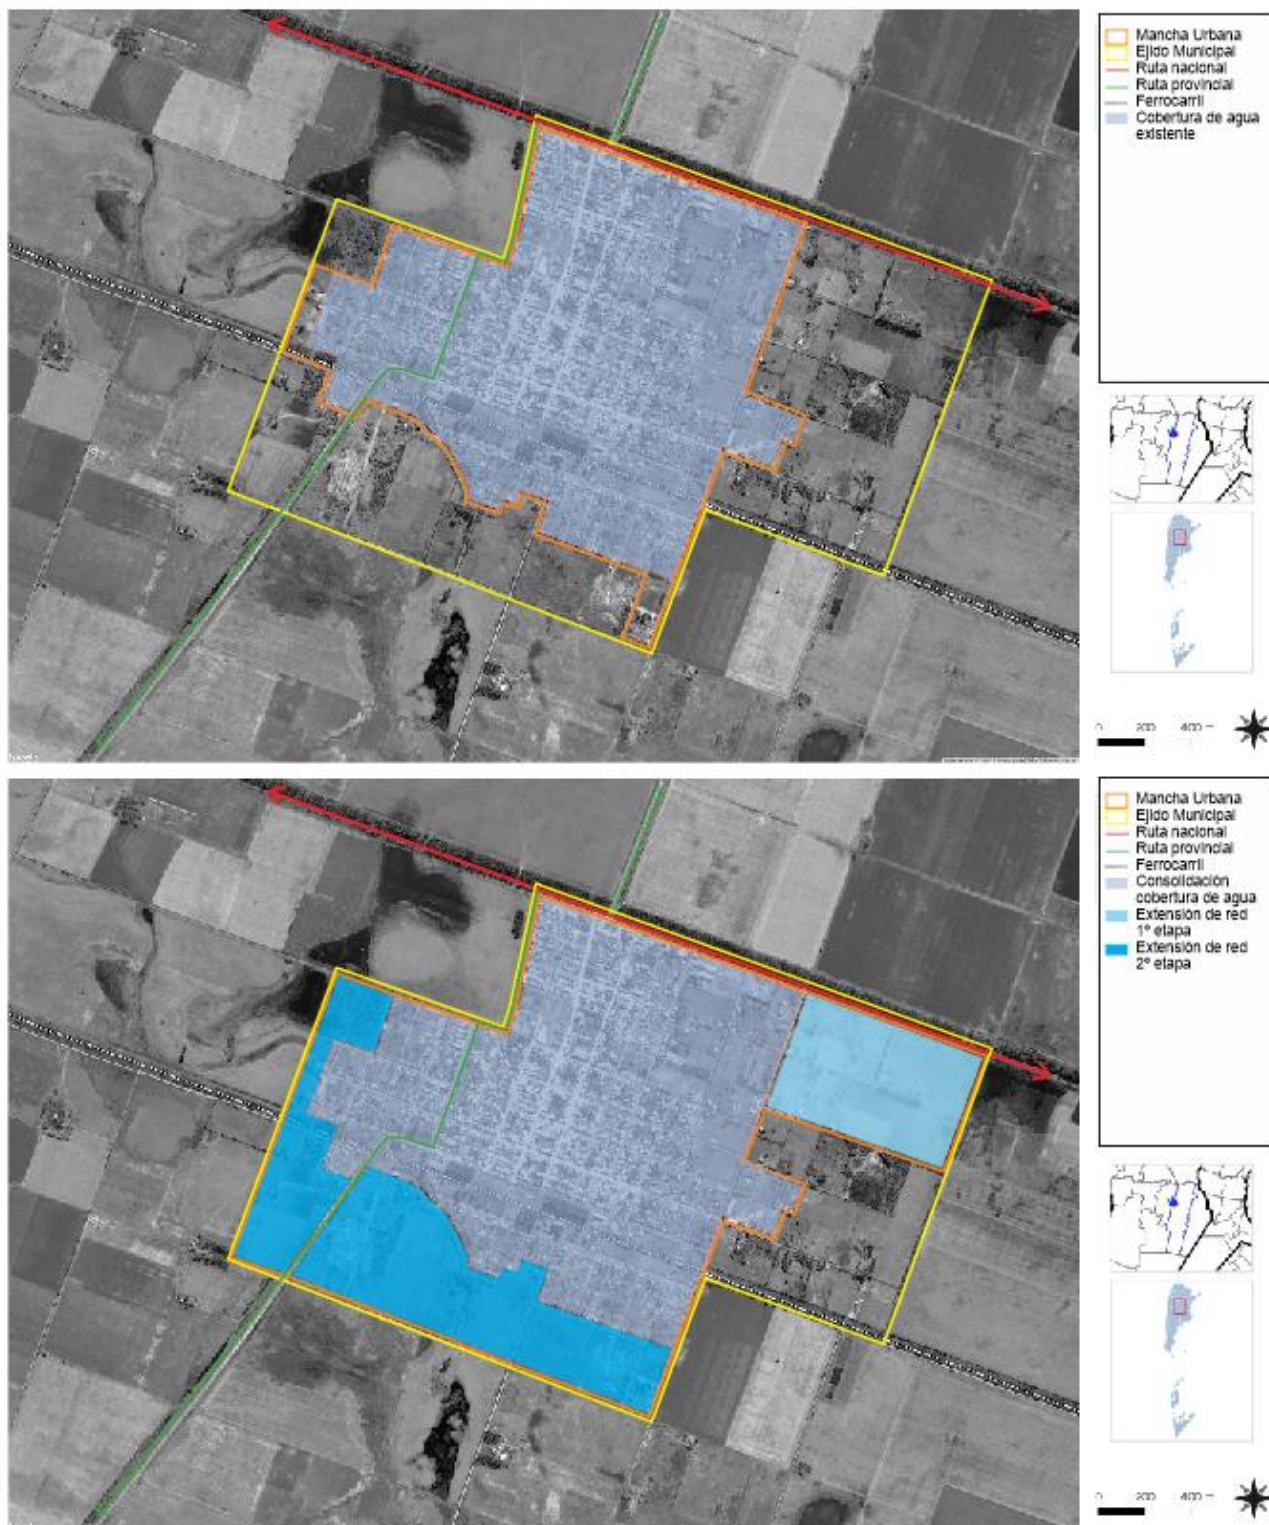 Mancha Urbana
Ejido Municipal
Ruta nacional
Ruta provincial
Ferrocarril
Cobertura de agua
existente
0 200 400 m
Mancha Urbana
Ejido Municipal
Ruta nacional
Ruta provincial
Ferrocarril
Consolidación
cobertura de agua
Extensión de red
1° etapa
Extensión de red
2° etapa
0 200 400 m